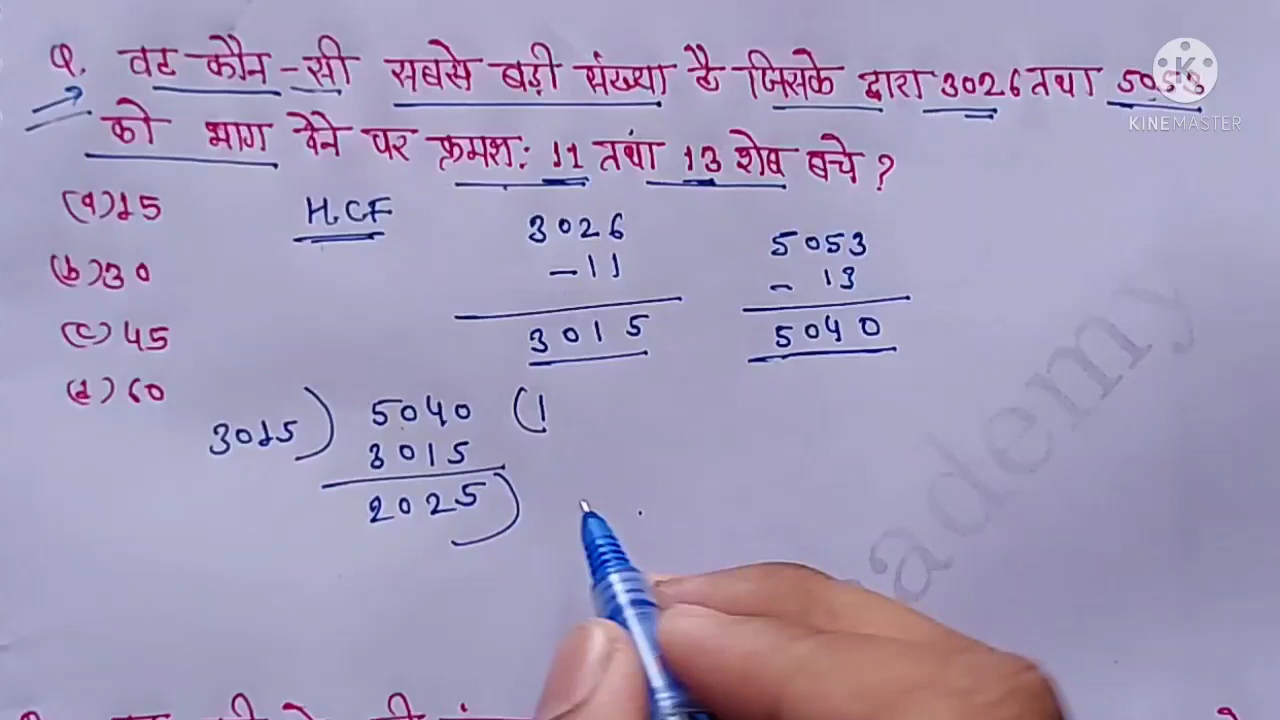 Q. वह कौन-सी सबसे बड़ी संख्या है जिसके द्वारा 3026 तथा 5053
को भाग देने पर क्रमश: 11 तथा 13 शेष बचे ?
(a) 15
(b) 30
(c) 45
(d) 60
HCF
3026
-11
3015
5053
- 13
5040
3015) 5040 (1
3015
2025)
KINEMASTER
ademy